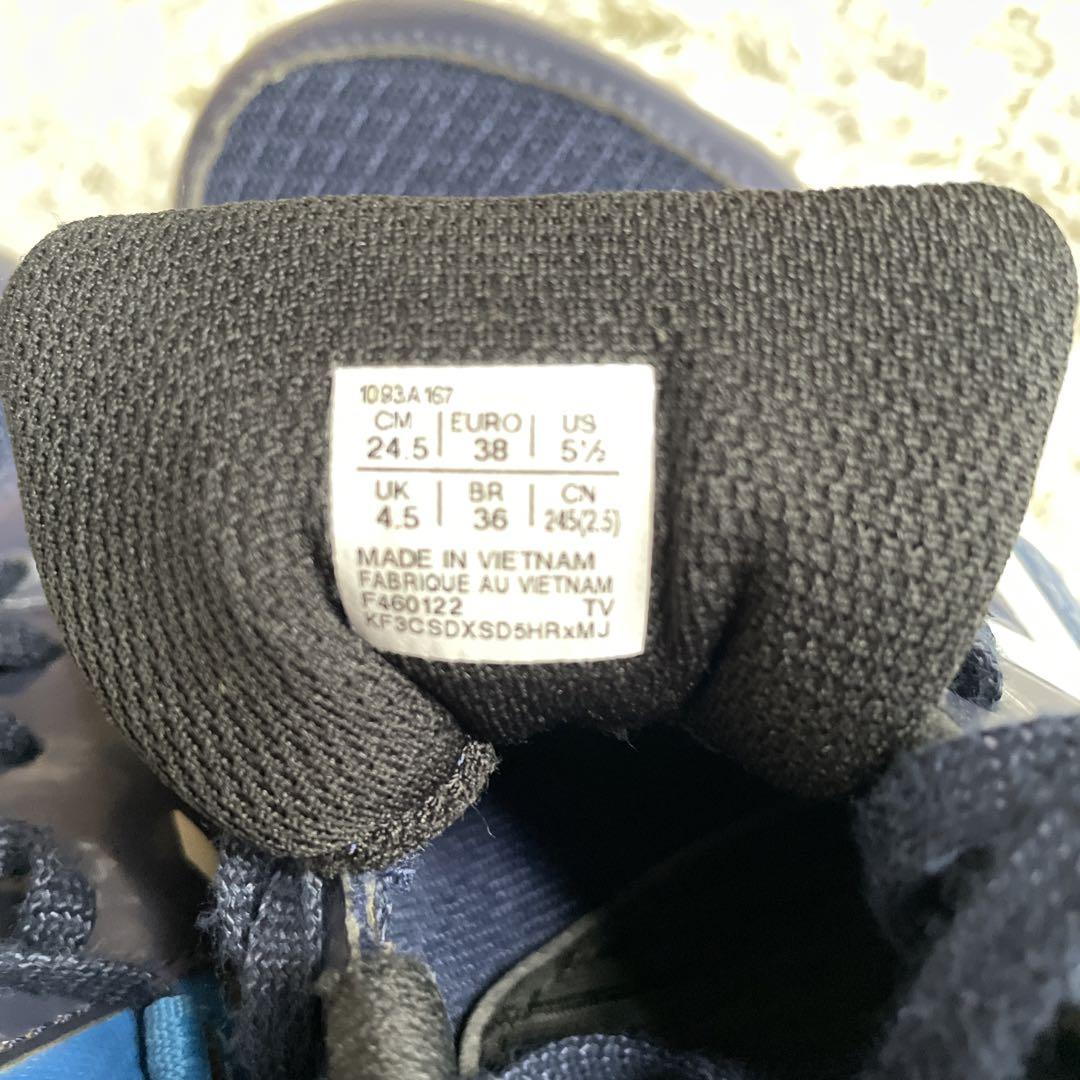 1093A167
CM | EURO | US
24.5 | 38 | 5½
UK | BR | CN
4.5 | 36 | 245(2.5)
MADE IN VIETNAM
FABRIQUE AU VIETNAM
F460122 TV
KF3CSDXSD5HRxMJ